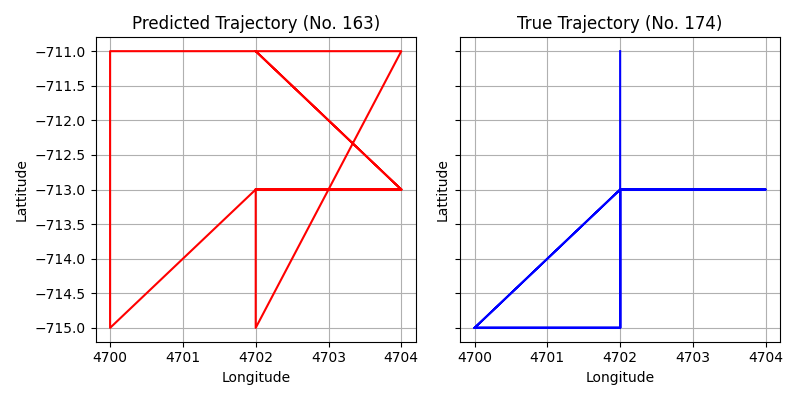 Predicted Trajectory (No. 163)
True Trajectory (No. 174)
−711.0
−711.5
−712.0
−712.5
−713.0
−713.5
−714.0
−714.5
−715.0
Lattitude
Lattitude
4700 4701 4702 4703 4704
4700 4701 4702 4703 4704
Longitude
Longitude